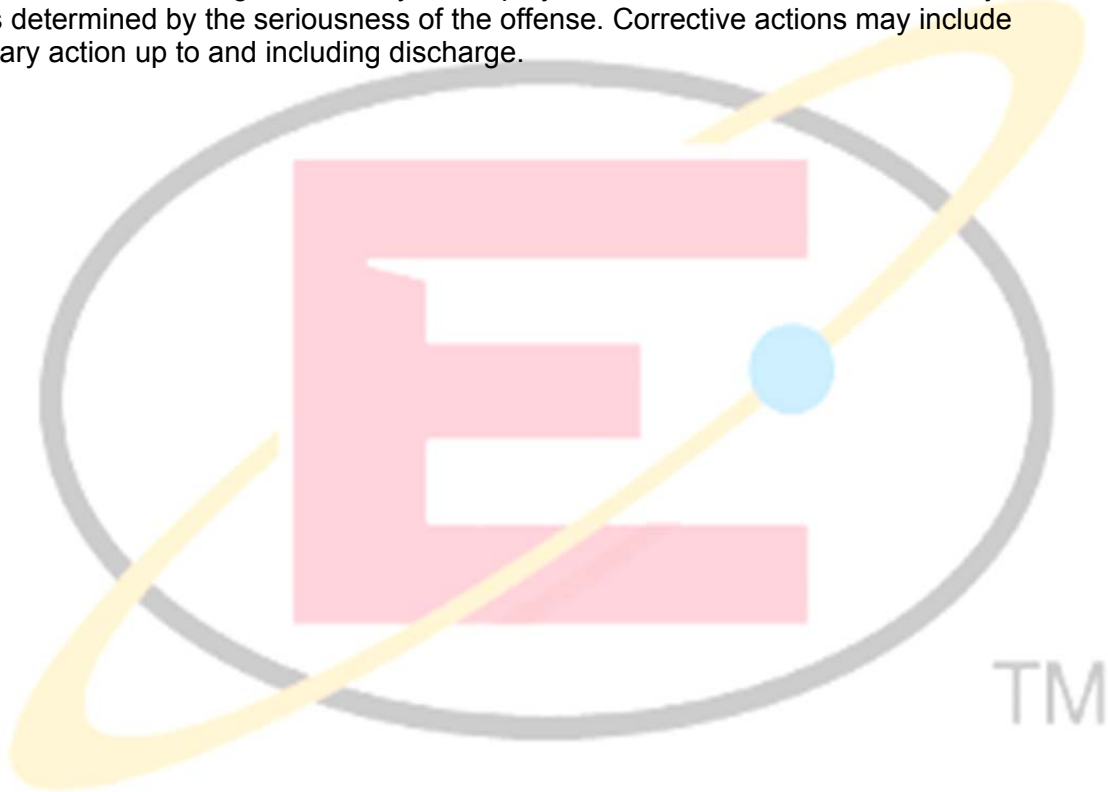 s determined by the seriousness of the offense. Corrective actions may include
ary action up to and including discharge.
E
TM